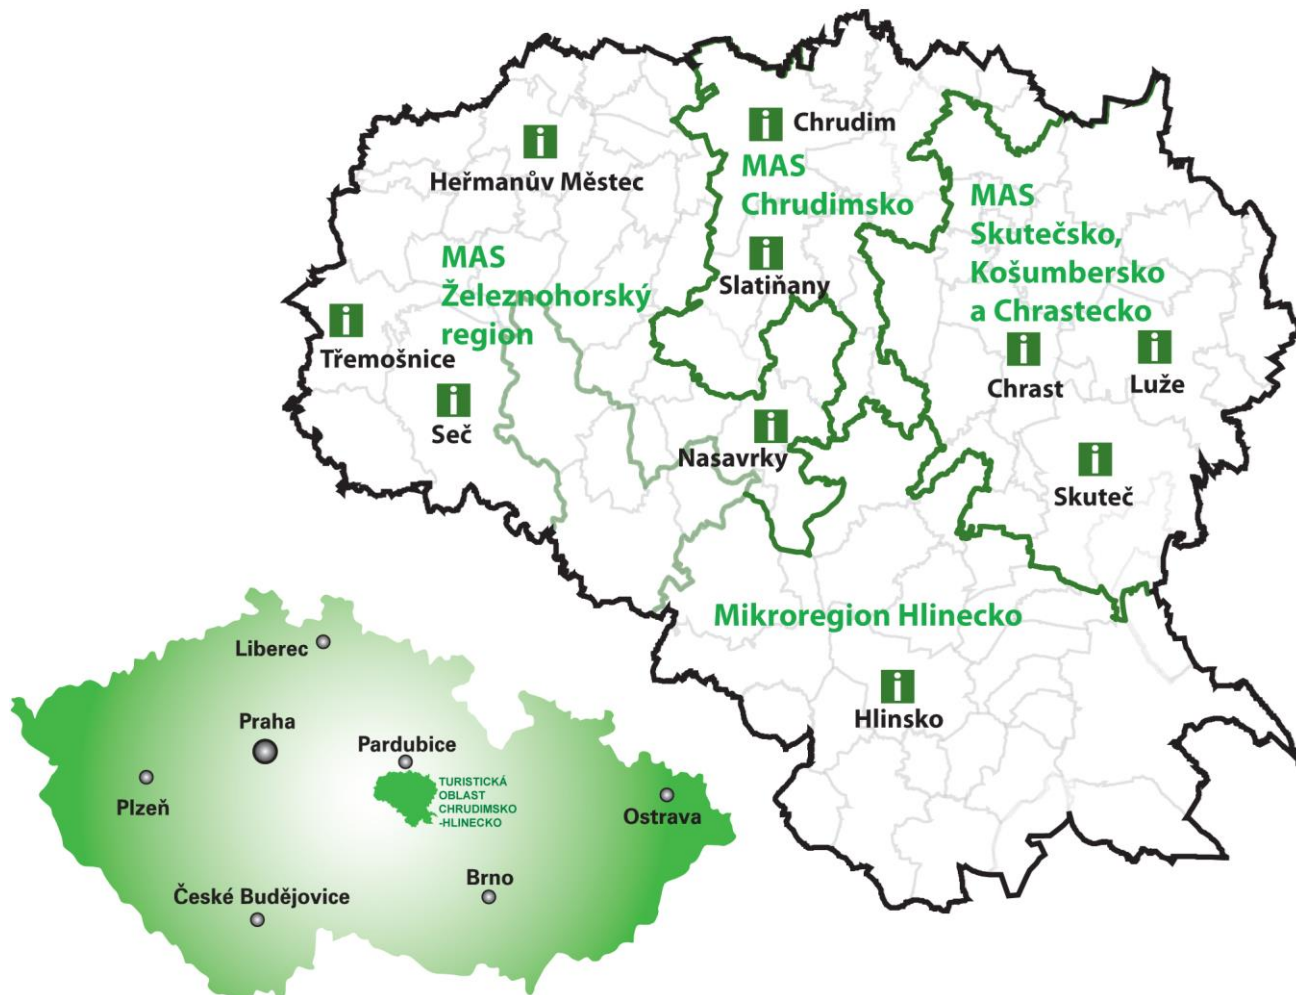 Chrudim
MAS
Chrudimsko
Heřmanův Městec
MAS
Skutečsko,
Košumbersko
a Chrastecko
MAS
Železnohorský
region
Slatiňany
Třemošnice
Chrast
Luže
Seč
Nasavrky
Skuteč
Mikroregion Hlinecko
Hlinsko
Liberec
Praha
Pardubice
TURISTICKÁ
OBLAST
CHRUDIMSKO
-HLINECKO
Plzeň
Ostrava
České Budějovice
Brno